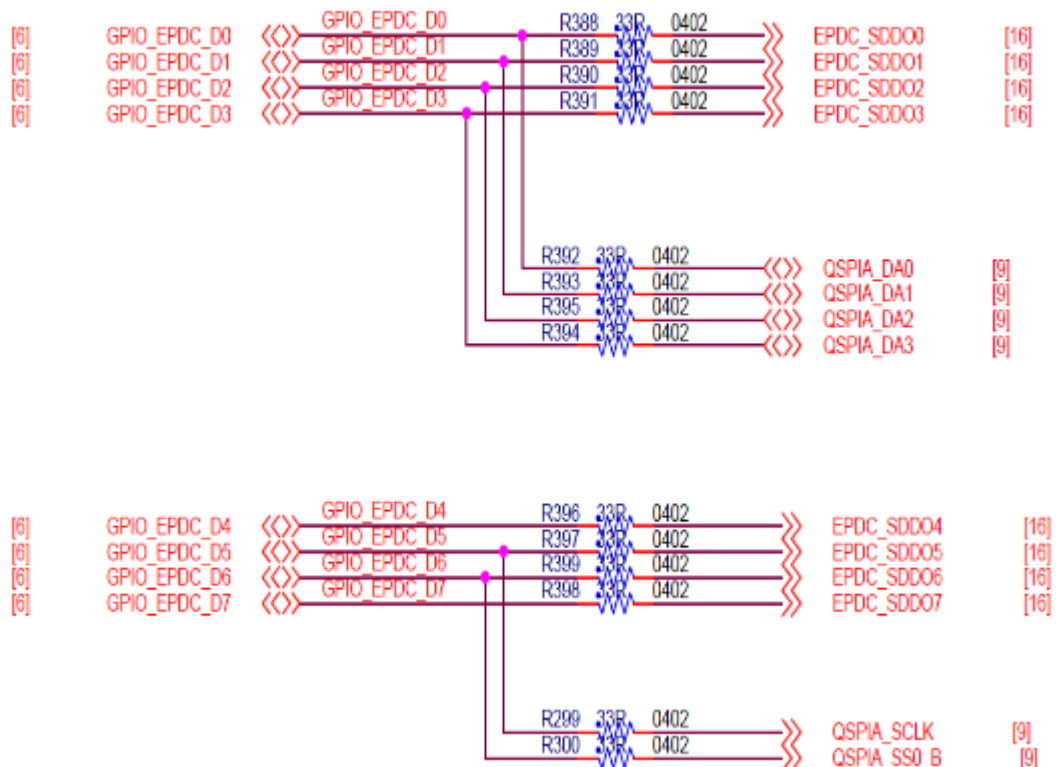 [6] GPIO_EPDC_D0 GPIO_EPDC_D0 R388 33R 0402 EPDC_SDDO0 [16]
[6] GPIO_EPDC_D1 GPIO_EPDC_D1 R389 33R 0402 EPDC_SDDO1 [16]
[6] GPIO_EPDC_D2 GPIO_EPDC_D2 R390 33R 0402 EPDC_SDDO2 [16]
[6] GPIO_EPDC_D3 GPIO_EPDC_D3 R391 33R 0402 EPDC_SDDO3 [16]
R392 33R 0402 QSPIA_DA0 [9]
R393 33R 0402 QSPIA_DA1 [9]
R395 33R 0402 QSPIA_DA2 [9]
R394 33R 0402 QSPIA_DA3 [9]
[6] GPIO_EPDC_D4 GPIO_EPDC_D4 R396 33R 0402 EPDC_SDDO4 [16]
[6] GPIO_EPDC_D5 GPIO_EPDC_D5 R397 33R 0402 EPDC_SDDO5 [16]
[6] GPIO_EPDC_D6 GPIO_EPDC_D6 R399 33R 0402 EPDC_SDDO6 [16]
[6] GPIO_EPDC_D7 GPIO_EPDC_D7 R398 33R 0402 EPDC_SDDO7 [16]
R299 33R 0402 QSPIA_SCLK [9]
R300 33R 0402 QSPIA_SS0_B [9]